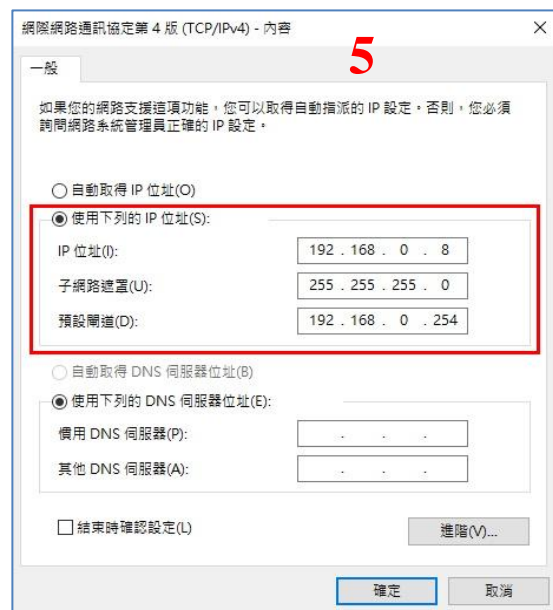 網際網路通訊協定第 4 版 (TCP/IPv4) - 內容
5
一般
如果您的網路支援這項功能，您可以取得自動指派的 IP 設定。否則，您必須
詢問網路系統管理員正確的 IP 設定。
自動取得 IP 位址(O)
使用下列的 IP 位址(S):
IP 位址(I): 192 . 168 . 0 . 8
子網路遮罩(U): 255 . 255 . 255 . 0
預設閘道(D): 192 . 168 . 0 . 254
自動取得 DNS 伺服器位址(B)
使用下列的 DNS 伺服器位址(E):
慣用 DNS 伺服器(P): . . .
其他 DNS 伺服器(A): . . .
結束時確認設定(L)
進階(V)...
確定 取消